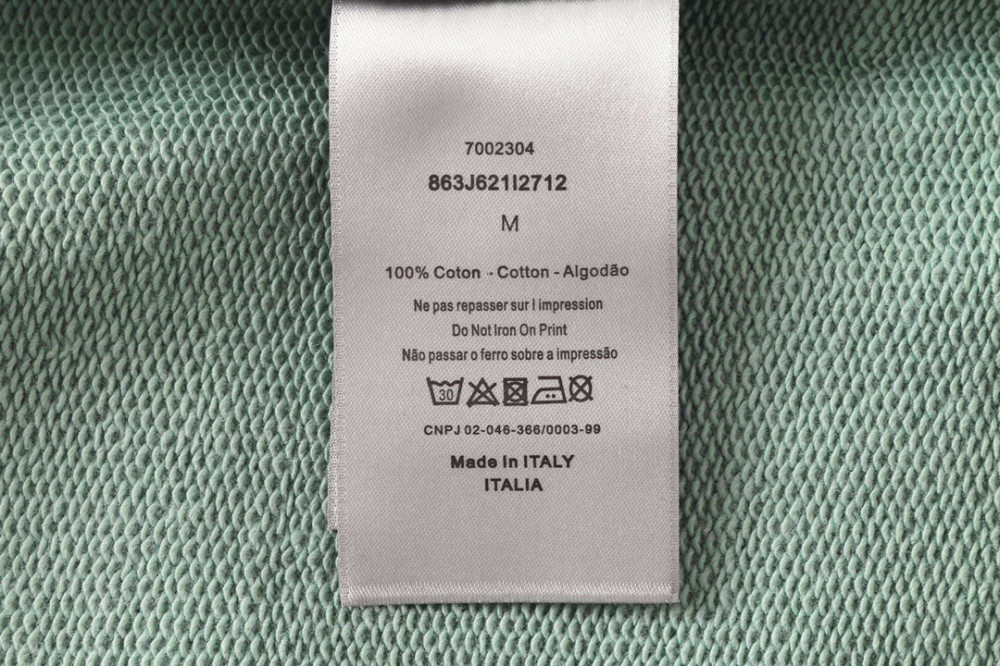 7002304
863J621I2712
M
100% Coton - Cotton - Algodão
Ne pas repasser sur l impression
Do Not Iron On Print
Não passar o ferro sobre a impressão
30
CNPJ 02-046-366/0003-99
Made In ITALY
ITALIA